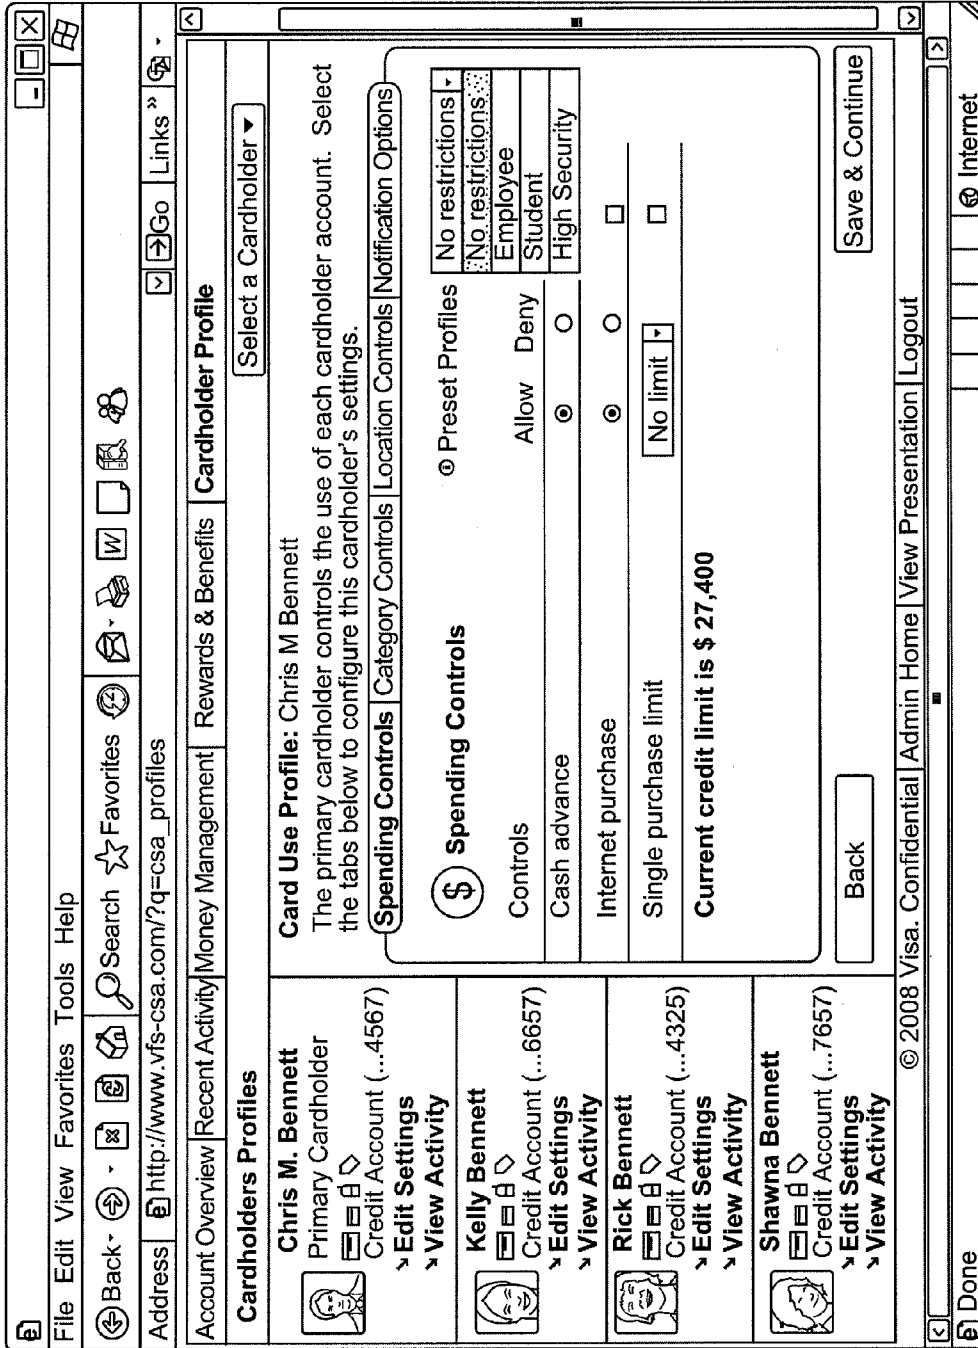 File Edit View Favorites Tools Help
Back Search Favorites W
Address http://www.vfs-csa.com/?q=csa_profiles Go Links »
Account Overview Recent Activity Money Management Rewards & Benefits Cardholder Profile
Cardholders Profiles
Select a Cardholder
Chris M. Bennett
Primary Cardholder
Credit Account (...4567)
Edit Settings
View Activity
Kelly Bennett
Credit Account (...6657)
Edit Settings
View Activity
Rick Bennett
Credit Account (...4325)
Edit Settings
View Activity
Shawna Bennett
Credit Account (...7657)
Edit Settings
View Activity
Card Use Profile: Chris M Bennett
The primary cardholder controls the use of each cardholder account. Select
the tabs below to configure this cardholder's settings.
Spending Controls Category Controls Location Controls Notification Options
$ Spending Controls
Preset Profiles
No restrictions
No restrictions
Employee
Student
High Security
Controls Allow Deny
Cash advance
Internet purchase
Single purchase limit No limit
Current credit limit is $ 27,400
Back Save & Continue
© 2008 Visa. Confidential Admin Home View Presentation Logout
Done Internet